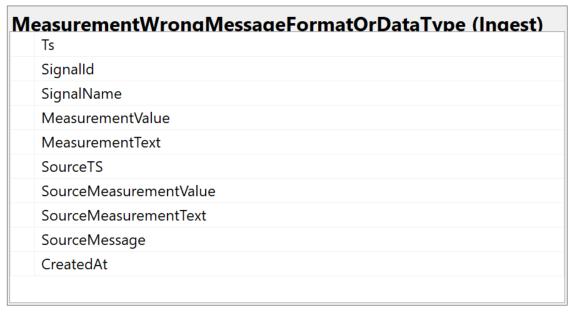 MeasurementWrongMessageFormatOrDataType (Ingest)
Ts
SignalId
SignalName
MeasurementValue
MeasurementText
SourceTS
SourceMeasurementValue
SourceMeasurementText
SourceMessage
CreatedAt